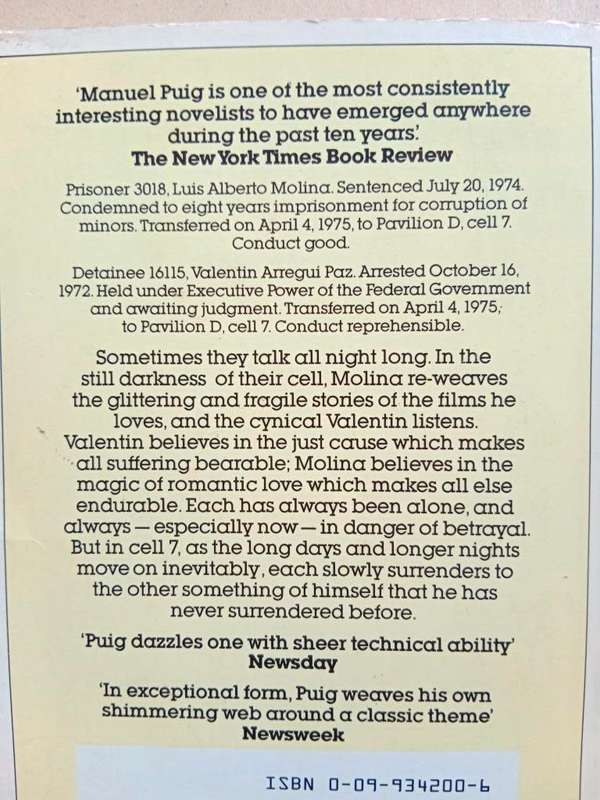 ‘Manuel Puig is one of the most consistently
interesting novelists to have emerged anywhere
during the past ten years.’
The New York Times Book Review
Prisoner 3018, Luis Alberto Molina. Sentenced July 20, 1974.
Condemned to eight years imprisonment for corruption of
minors. Transferred on April 4, 1975, to Pavilion D, cell 7.
Conduct good.
Detainee 16115, Valentin Arregui Paz. Arrested October 16,
1972. Held under Executive Power of the Federal Government
and awaiting judgment. Transferred on April 4, 1975,
to Pavilion D, cell 7. Conduct reprehensible.
Sometimes they talk all night long. In the
still darkness of their cell, Molina re-weaves
the glittering and fragile stories of the films he
loves, and the cynical Valentin listens.
Valentin believes in the just cause which makes
all suffering bearable; Molina believes in the
magic of romantic love which makes all else
endurable. Each has always been alone, and
always — especially now — in danger of betrayal.
But in cell 7, as the long days and longer nights
move on inevitably, each slowly surrenders to
the other something of himself that he has
never surrendered before.
‘Puig dazzles one with sheer technical ability’
Newsday
‘In exceptional form, Puig weaves his own
shimmering web around a classic theme’
Newsweek
ISBN 0-09-934200-6